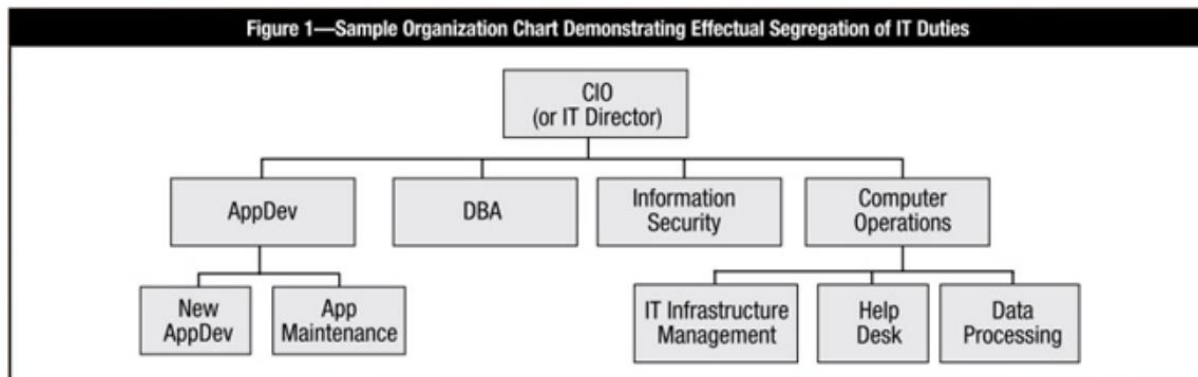 Figure 1—Sample Organization Chart Demonstrating Effectual Segregation of IT Duties
CIO
(or IT Director)
AppDev
DBA
Information
Security
Computer
Operations
New
AppDev
App
Maintenance
IT Infrastructure
Management
Help
Desk
Data
Processing